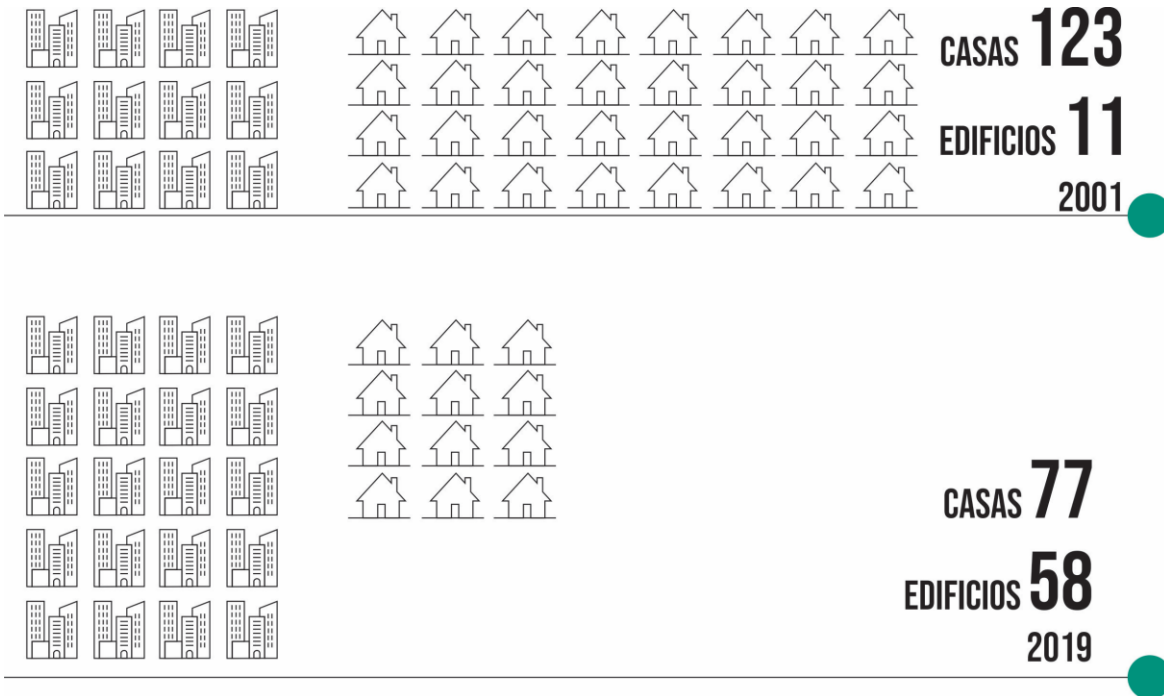 CASAS 123
EDIFICIOS 11
2001
CASAS 77
EDIFICIOS 58
2019